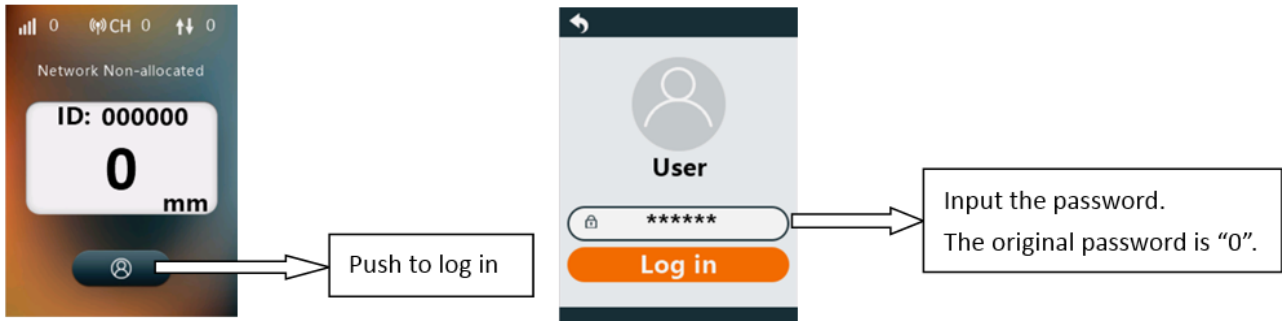 0 CH 0 0
Network Non-allocated
ID: 000000
0
mm
Push to log in
User
******
Log in
Input the password.
The original password is “0”.